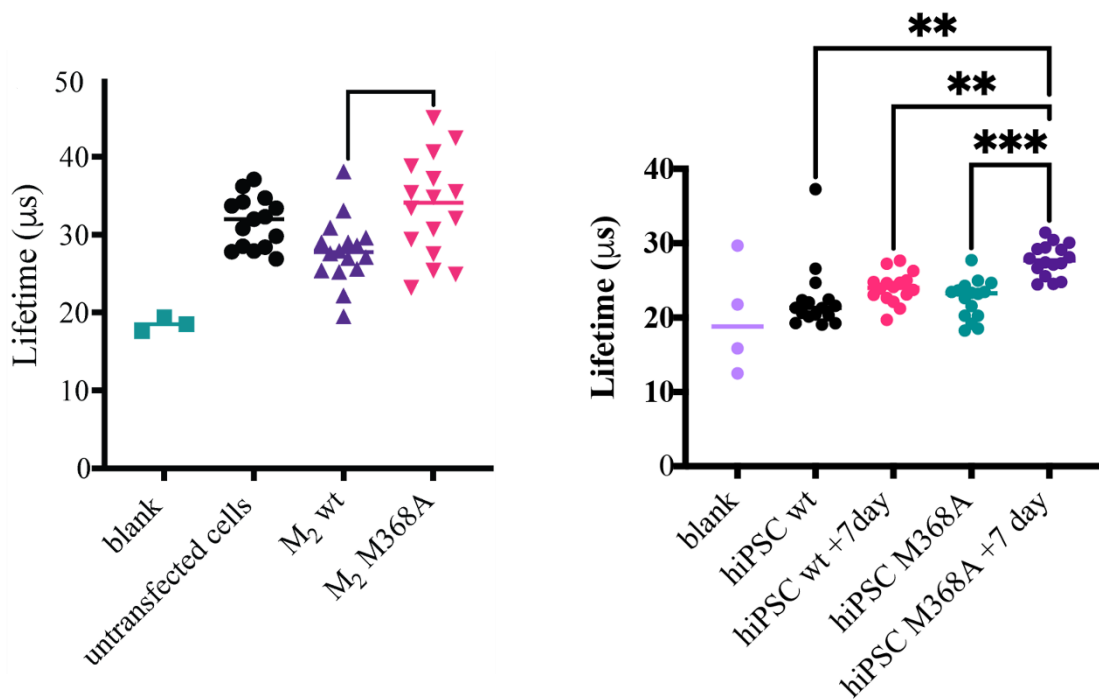 Lifetime (µs)
50
40
30
20
10
0
blank
untransfected cells
M₂ wt
M₂ M368A
**
**
***
Lifetime (µs)
40
30
20
10
0
blank
hiPSC wt
hiPSC wt +7day
hiPSC M368A
hiPSC M368A +7 day